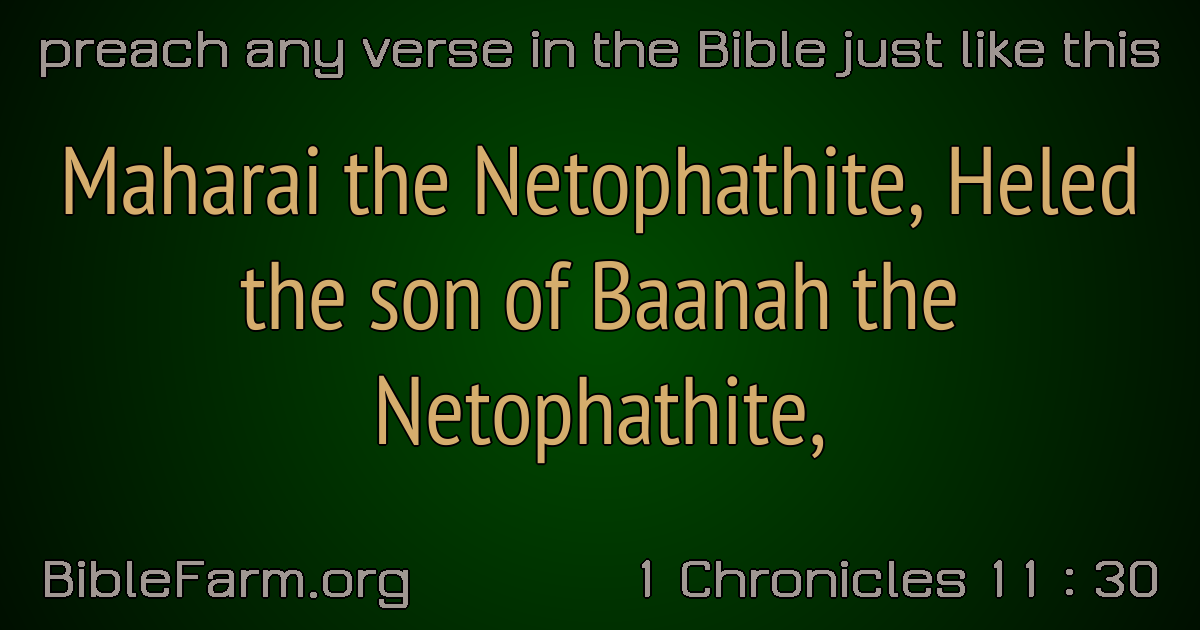 preach any verse in the Bible just like this
Maharai the Netophathite, Heled
the son of Baanah the
Netophathite,
BibleFarm.org
1 Chronicles 11 : 30